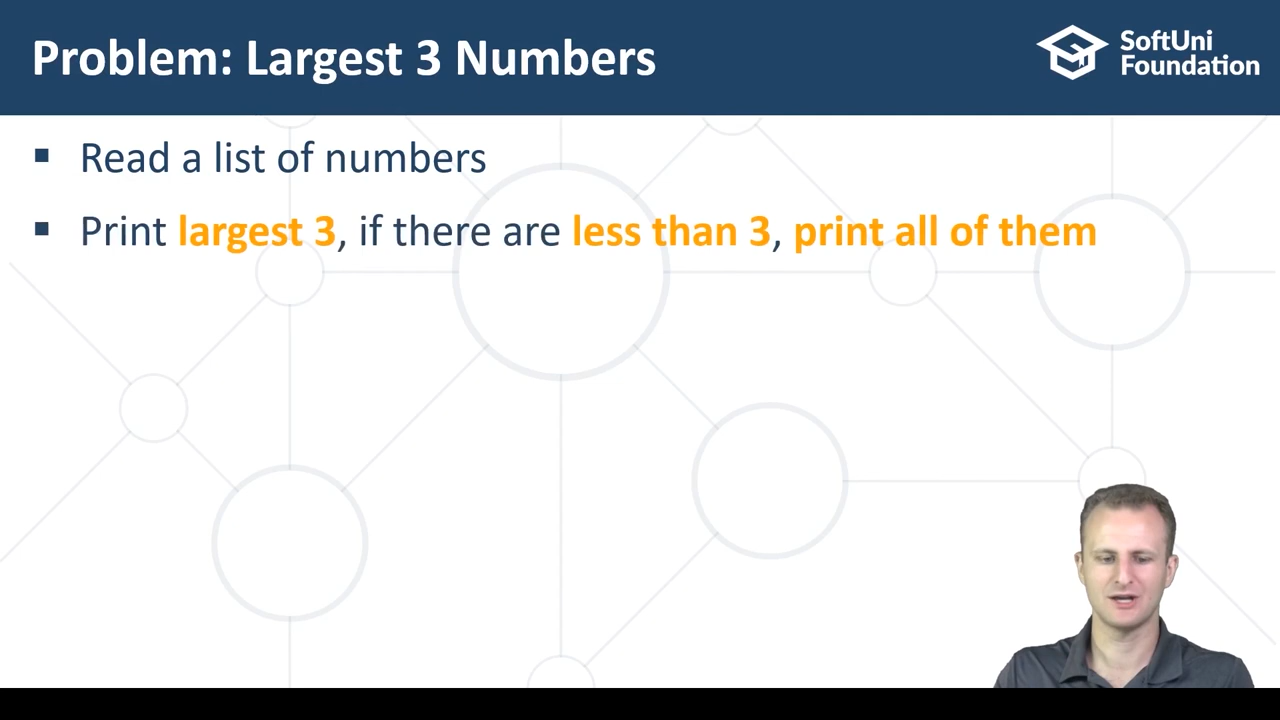 Problem: Largest 3 Numbers
SoftUni
Foundation
▪ Read a list of numbers
▪ Print largest 3, if there are less than 3, print all of them